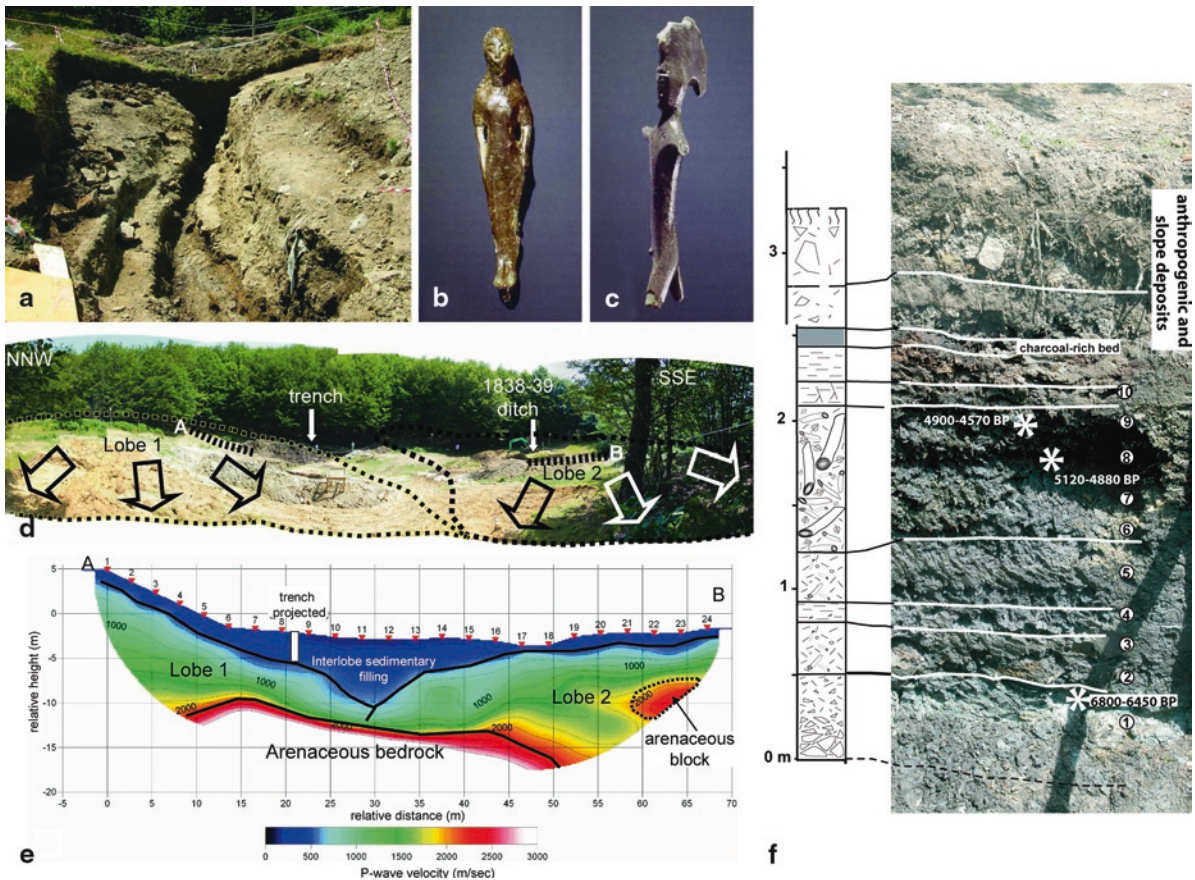 a
b
c
NNW
SSE
trench
1838-39
ditch
A
Lobe 1
B
Lobe 2
d
A
B
5
0
-5
-10
-15
-20
relative height (m)
1 2 3 4 5 6 7 8 9 10 11 12 13 14 15 16 17 18 19 20 21 22 23 24
trench
projected
1000
1000
1000
1000
2000
2000
2000
2000
Lobe 1
Interlobe sedimentary
filling
Lobe 2
Arenaceous bedrock
arenaceous
block
-5 0 5 10 15 20 25 30 35 40 45 50 55 60 65 70
relative distance (m)
0 500 1000 1500 2000 2500 3000
P-wave velocity (m/sec)
e
3
2
1
0 m
anthropogenic and
slope deposits
charcoal-rich bed
10
9
4900-4570 BP
8
5120-4880 BP
7
6
5
4
3
2
6800-6450 BP
1
f